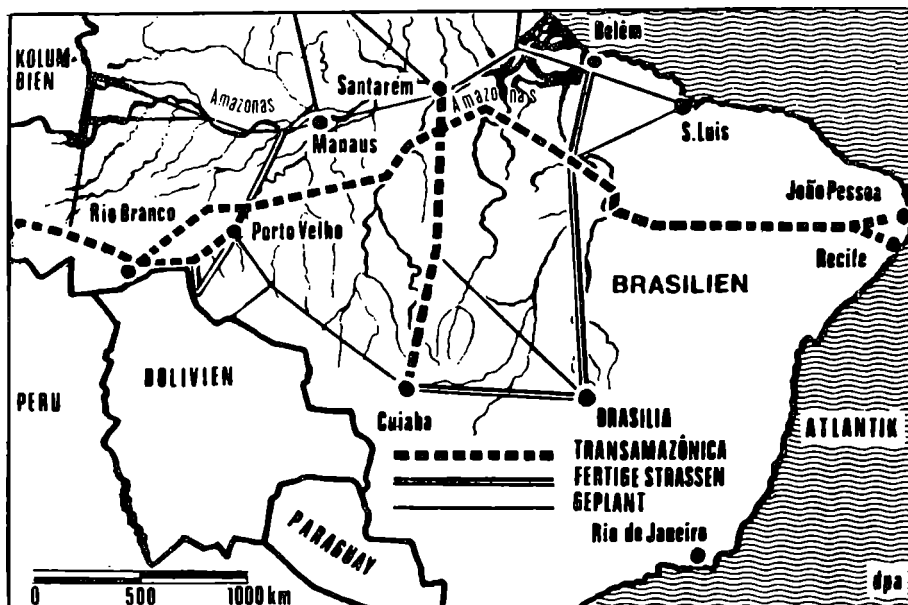 KOLUM-
BIEN
Amazonas
Santarém
Amazonas
Belém
Manaus
S. Luis
Rio Branco
Porto Velho
João Pessoa
Recife
BRASILIEN
PERU
BOLIVIEN
Cuiaba
BRASILIA
ATLANTIK
TRANSAMAZÔNICA
FERTIGE STRASSEN
GEPLANT
PARAGUAY
Rio de Janeiro
0 500 1000 km
dpa